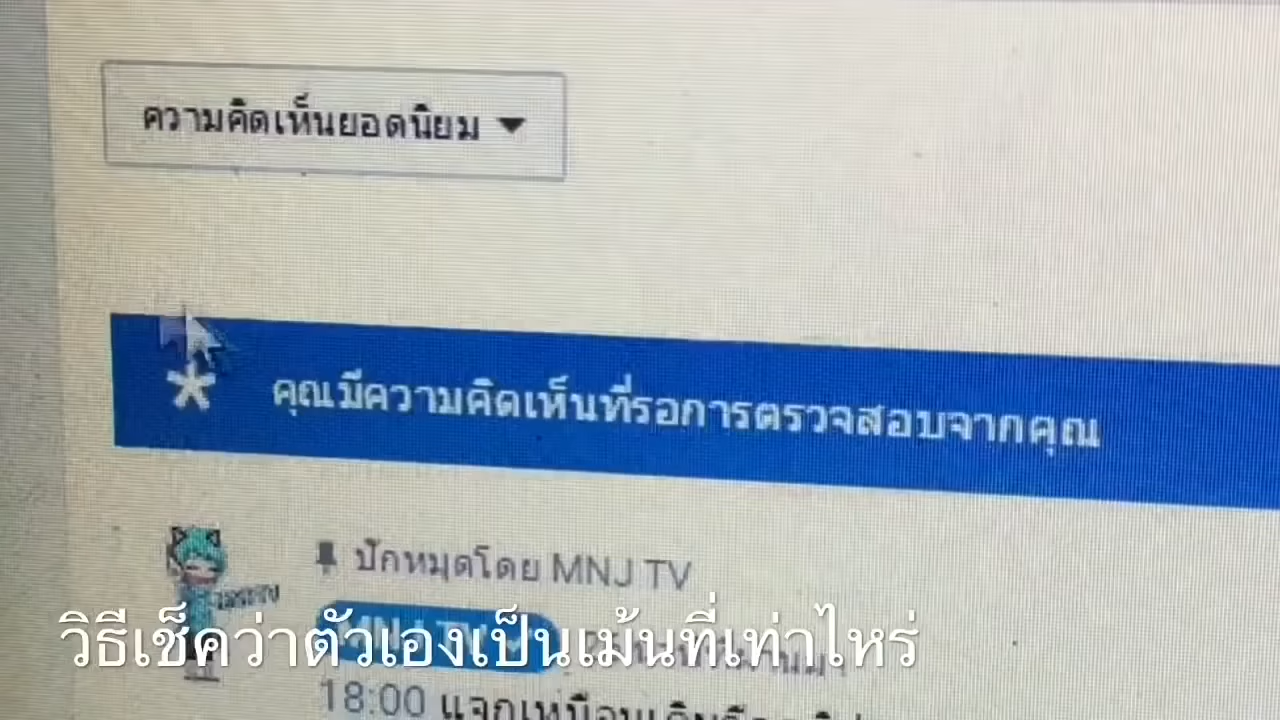 ความคิดเห็นยอดนิยม
คุณมีความคิดเห็นที่รอการตรวจสอบจากคุณ
ปักหมุดโดย MNJ TV
MNJ TV
วิธีเช็คว่าตัวเองเป็นเม้นที่เท่าไหร่
18:00